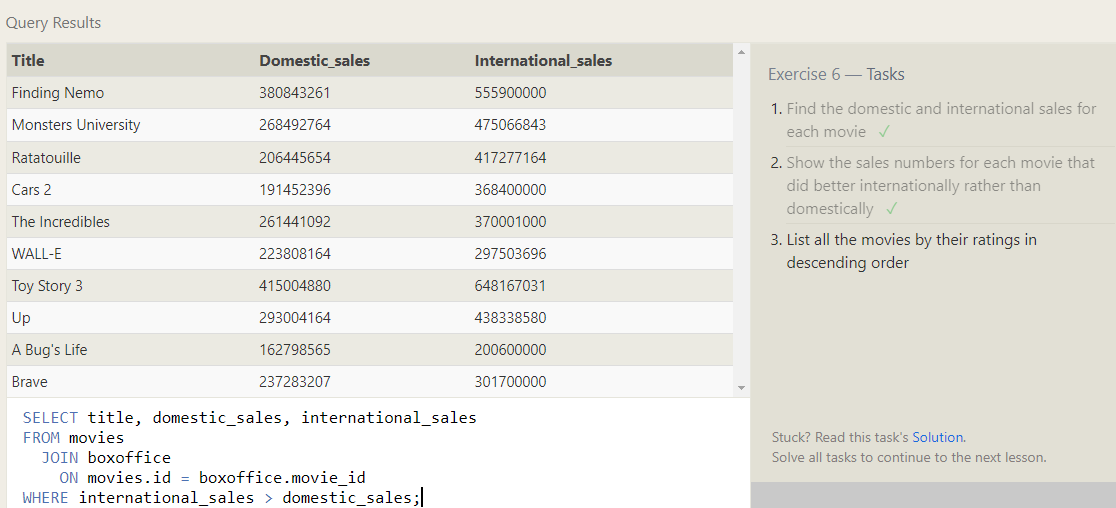 Query Results
Title Domestic_sales International_sales
Finding Nemo 380843261 555900000
Monsters University 268492764 475066843
Ratatouille 206445654 417277164
Cars 2 191452396 368400000
The Incredibles 261441092 370001000
WALL-E 223808164 297503696
Toy Story 3 415004880 648167031
Up 293004164 438338580
A Bug's Life 162798565 200600000
Brave 237283207 301700000
SELECT title, domestic_sales, international_sales
FROM movies
  JOIN boxoffice
    ON movies.id = boxoffice.movie_id
WHERE international_sales > domestic_sales;
Exercise 6 — Tasks
1. Find the domestic and international sales for
each movie ✓
2. Show the sales numbers for each movie that
did better internationally rather than
domestically ✓
3. List all the movies by their ratings in
descending order
Stuck? Read this task's Solution.
Solve all tasks to continue to the next lesson.